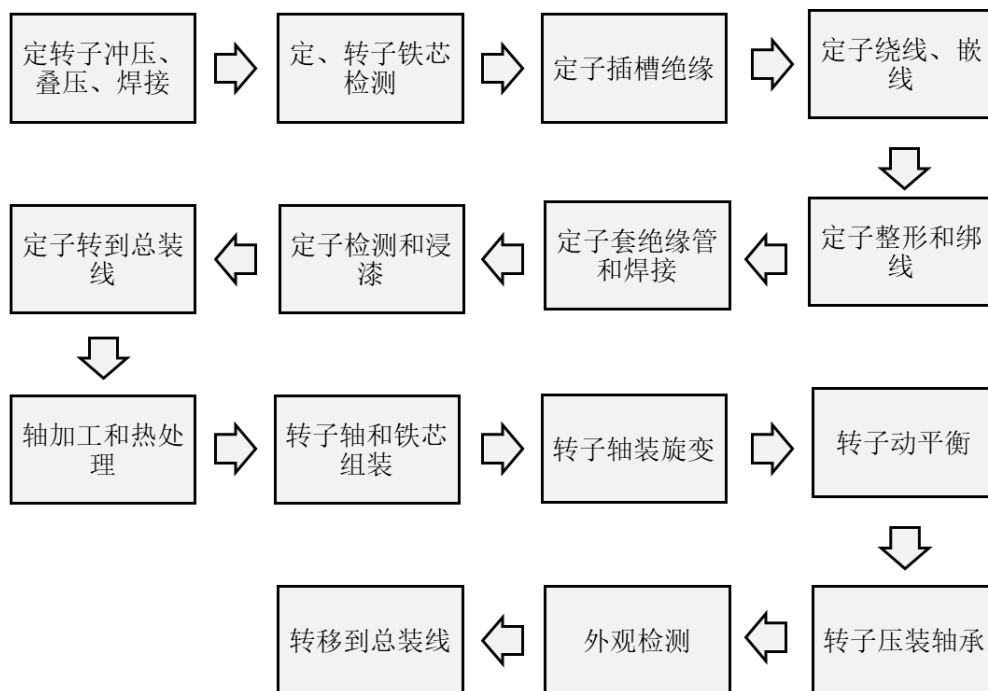 定转子冲压、
叠压、焊接
定、转子铁芯
检测
定子插槽绝缘
定子绕线、嵌
线
定子整形和绑
线
定子套绝缘管
和焊接
定子检测和浸
漆
定子转到总装
线
轴加工和热处
理
转子轴和铁芯
组装
转子轴装旋变
转子动平衡
转子压装轴承
外观检测
转移到总装线